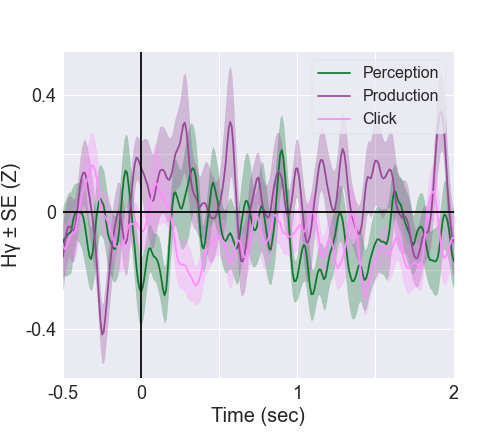 Perception
Production
Click
Hγ ± SE (Z)
0.4
0
-0.4
-0.5
0
1
2
Time (sec)